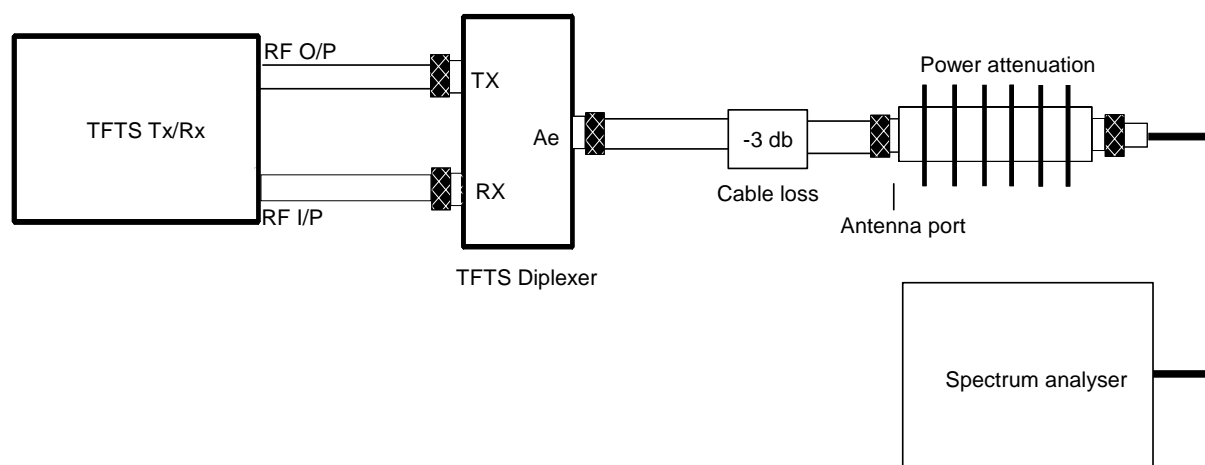 RF O/P
TFTS Tx/Rx
RF I/P
TX
Ae
RX
TFTS Diplexer
-3 db
Cable loss
Antenna port
Power attenuation
Spectrum analyser